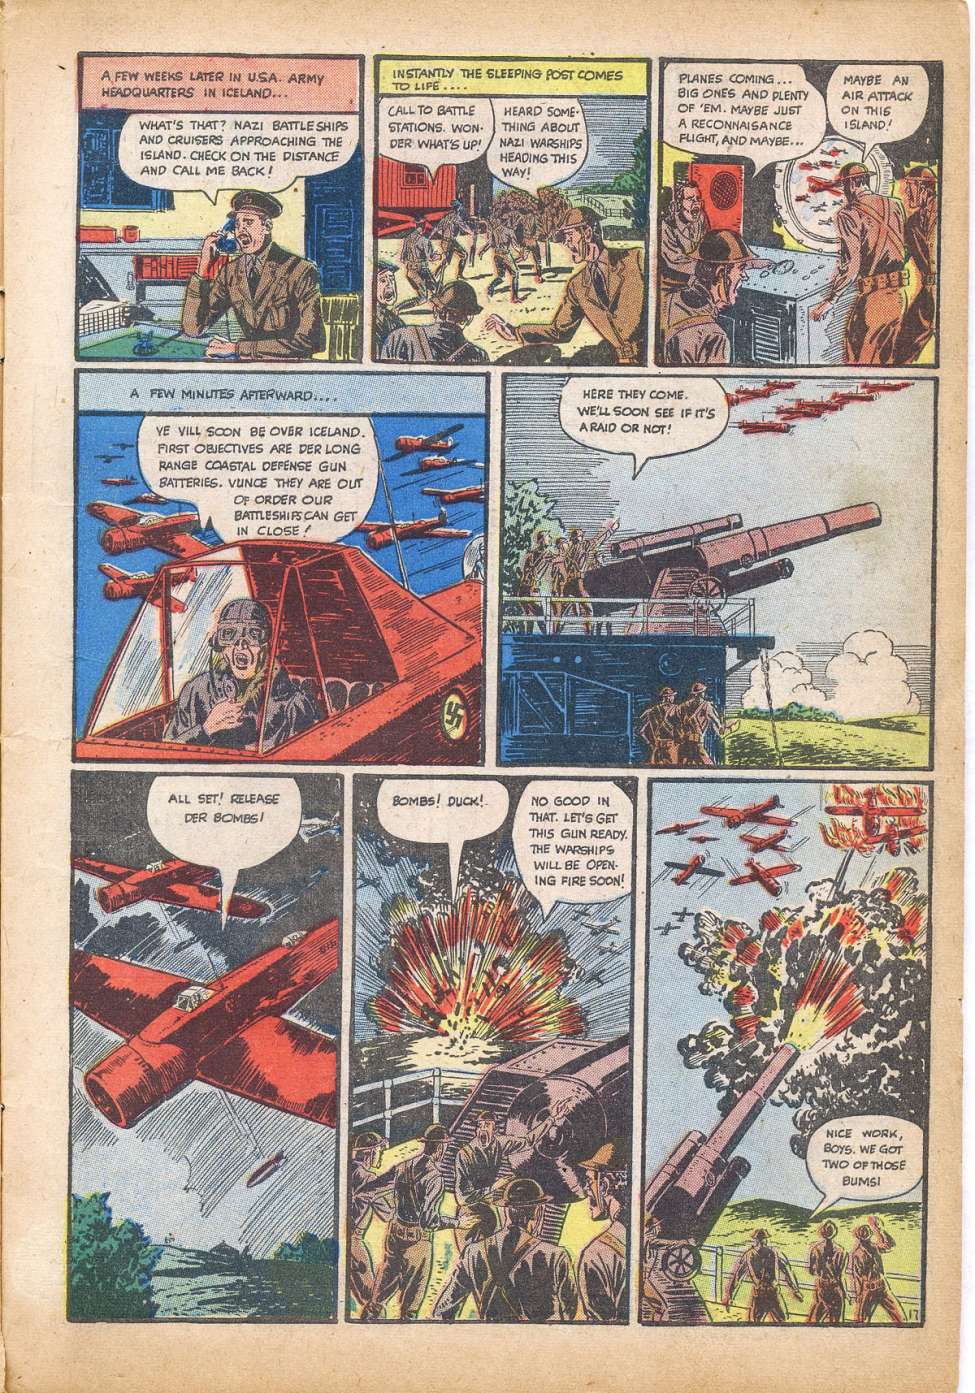 A FEW WEEKS LATER IN U.S.A. ARMY
HEADQUARTERS IN ICELAND...
WHAT'S THAT? NAZI BATTLESHIPS
AND CRUISERS APPROACHING THE
ISLAND. CHECK ON THE DISTANCE
AND CALL ME BACK!
INSTANTLY THE SLEEPING POST COMES
TO LIFE....
CALL TO BATTLE
STATIONS. WON-
DER WHAT'S UP!
HEARD SOME-
THING ABOUT
NAZI WARSHIPS
HEADING THIS
WAY!
PLANES COMING...
BIG ONES AND PLENTY
OF 'EM. MAYBE JUST
A RECONNAISANCE
FLIGHT, AND MAYBE...
MAYBE AN
AIR ATTACK
ON THIS
ISLAND!
A FEW MINUTES AFTERWARD....
VE VILL SOON BE OVER ICELAND.
FIRST OBJECTIVES ARE DER LONG
RANGE COASTAL DEFENSE GUN
BATTERIES. VUNCE THEY ARE OUT
OF ORDER OUR
BATTLESHIPS CAN GET
IN CLOSE!
HERE THEY COME.
WE'LL SOON SEE IF IT'S
A RAID OR NOT!
ALL SET! RELEASE
DER BOMBS!
BOMBS! DUCK!
NO GOOD IN
THAT. LET'S GET
THIS GUN READY.
THE WARSHIPS
WILL BE OPEN-
ING FIRE SOON!
NICE WORK,
BOYS. WE GOT
TWO OF THOSE
BUMS!
17